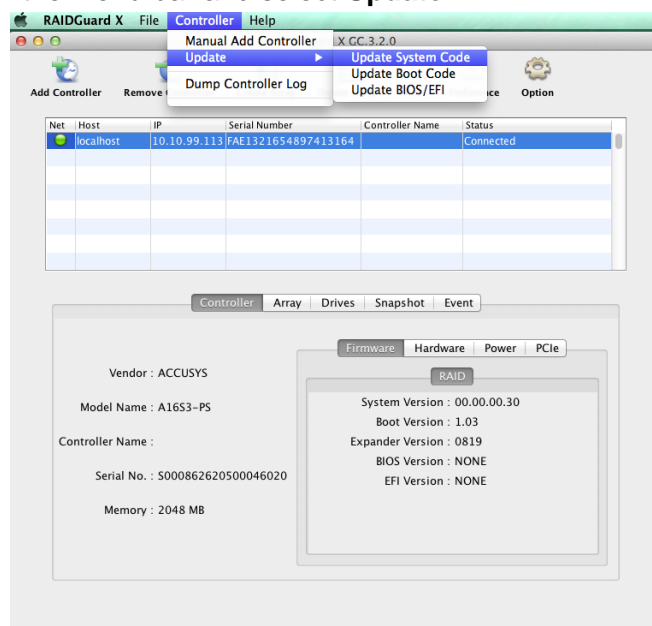 RAIDGuard X File Controller Help
Manual Add Controller
X GC.3.2.0
Update
Update System Code
Update Boot Code
Update BIOS/EFI
Dump Controller Log
Add Controller
Remove
Option
Net Host IP Serial Number Controller Name Status
localhost 10.10.99.113 FAE1321654897413164 Connected
Controller Array Drives Snapshot Event
Firmware Hardware Power PCIe
RAID
Vendor : ACCUSYS
Model Name : A16S3-PS
Controller Name :
Serial No. : S000862620500046020
Memory : 2048 MB
System Version : 00.00.00.30
Boot Version : 1.03
Expander Version : 0819
BIOS Version : NONE
EFI Version : NONE